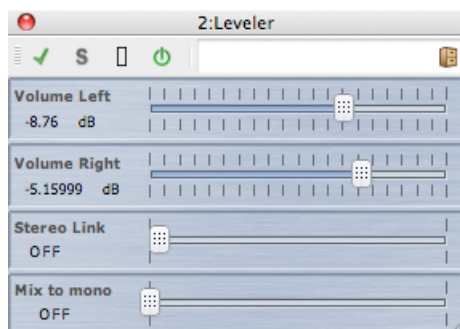 2:Leveler
S
Volume Left
-8.76 dB
Volume Right
-5.15999 dB
Stereo Link
OFF
Mix to mono
OFF